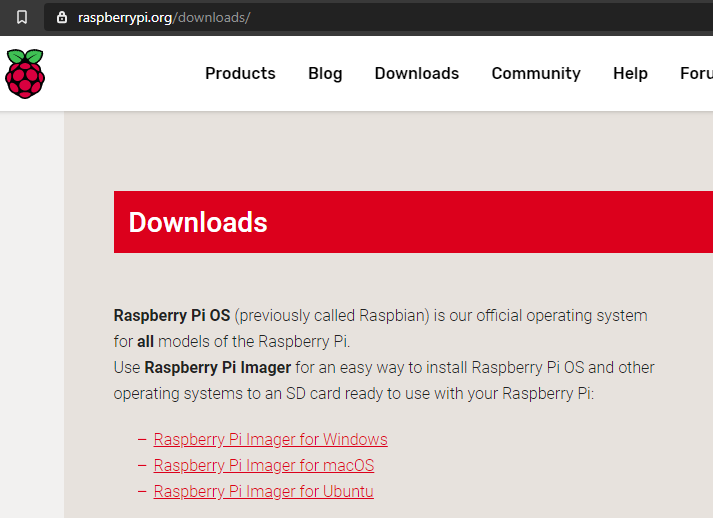 raspberrypi.org/downloads/
Products Blog Downloads Community Help Foru
Downloads
Raspberry Pi OS (previously called Raspbian) is our official operating system
for all models of the Raspberry Pi.
Use Raspberry Pi Imager for an easy way to install Raspberry Pi OS and other
operating systems to an SD card ready to use with your Raspberry Pi:
– Raspberry Pi Imager for Windows
– Raspberry Pi Imager for macOS
– Raspberry Pi Imager for Ubuntu